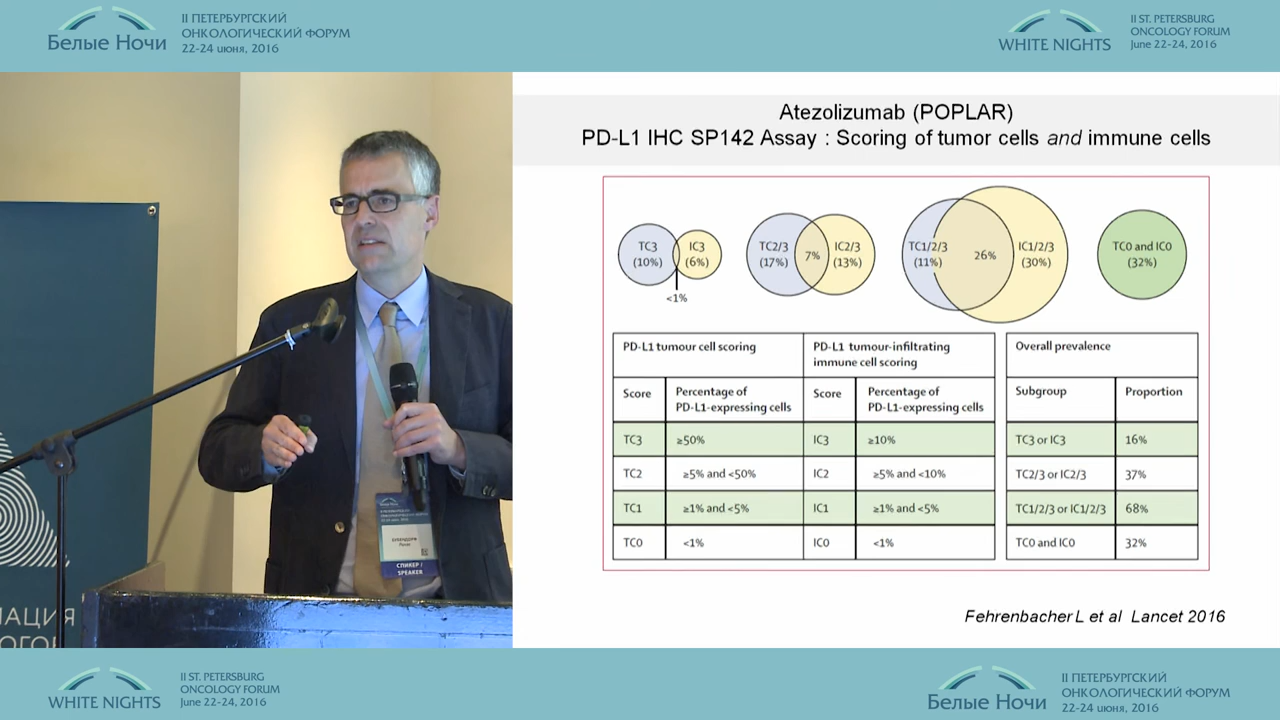 Белые Ночи
II ПЕТЕРБУРГСКИЙ
ОНКОЛОГИЧЕСКИЙ ФОРУМ
22-24 июня, 2016
WHITE NIGHTS
II ST. PETERSBURG
ONCOLOGY FORUM
June 22-24, 2016
Atezolizumab (POPLAR)
PD-L1 IHC SP142 Assay : Scoring of tumor cells and immune cells
TC3
(10%)
IC3
(6%)
<1%
TC2/3
(17%)
7%
IC2/3
(13%)
TC1/2/3
(11%)
26%
IC1/2/3
(30%)
TC0 and IC0
(32%)
PD-L1 tumour cell scoring
PD-L1 tumour-infiltrating
immune cell scoring
Overall prevalence
Score
Percentage of
PD-L1-expressing cells
Score
Percentage of
PD-L1-expressing cells
Subgroup
Proportion
TC3 ≥50% IC3 ≥10% TC3 or IC3 16%
TC2 ≥5% and <50% IC2 ≥5% and <10% TC2/3 or IC2/3 37%
TC1 ≥1% and <5% IC1 ≥1% and <5% TC1/2/3 or IC1/2/3 68%
TC0 <1% IC0 <1% TC0 and IC0 32%
Fehrenbacher L et al Lancet 2016
СПИКЕР /
SPEAKER
WHITE NIGHTS
II ST. PETERSBURG
ONCOLOGY FORUM
June 22-24, 2016
Белые Ночи
II ПЕТЕРБУРГСКИЙ
ОНКОЛОГИЧЕСКИЙ ФОРУМ
22-24 июня, 2016